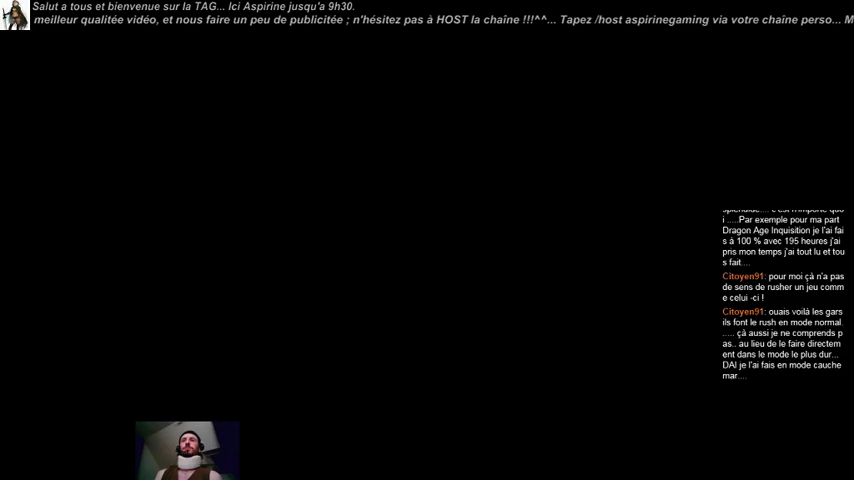 Salut a tous et bienvenue sur la TAG... Ici Aspirine jusqu'a 9h30.
meilleur qualitée vidéo, et nous faire un peu de publicitée ; n'hésitez pas à HOST la chaîne !!!^^... Tapez /host aspirinegaming via votre chaîne perso... M
splendide.... c'est n'importe quo
i .....Par exemple pour ma part
Dragon Age Inquisition je l'ai fai
s à 100 % avec 195 heures j'ai
pris mon temps j'ai tout lu et tou
s fait....
Citoyen91: pour moi çà n'a pas
de sens de rusher un jeu comm
e celui -ci !
Citoyen91: ouais voilà les gars
ils font le rush en mode normal.
..... çà aussi je ne comprends p
as.. au lieu de le faire directem
ent dans le mode le plus dur...
DAI je l'ai fais en mode cauche
mar....